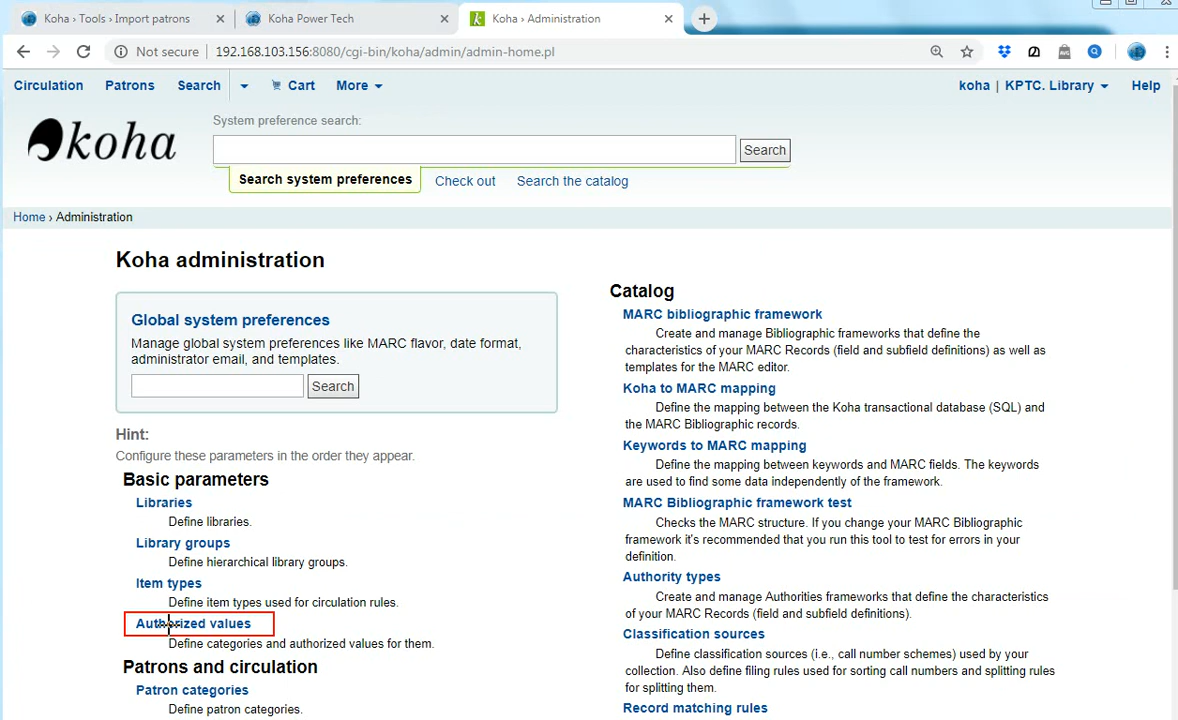 Koha › Tools › Import patrons
Koha Power Tech
Koha › Administration
Not secure
192.168.103.156:8080/cgi-bin/koha/admin/admin-home.pl
Circulation
Patrons
Search
Cart
More
koha | KPTC. Library
Help
koha
System preference search:
Search
Search system preferences
Check out
Search the catalog
Home › Administration
Koha administration
Global system preferences
Manage global system preferences like MARC flavor, date format,
administrator email, and templates.
Search
Hint:
Configure these parameters in the order they appear.
Basic parameters
Libraries
Define libraries.
Library groups
Define hierarchical library groups.
Item types
Define item types used for circulation rules.
Authorized values
Define categories and authorized values for them.
Patrons and circulation
Patron categories
Define patron categories.
Catalog
MARC bibliographic framework
Create and manage Bibliographic frameworks that define the
characteristics of your MARC Records (field and subfield definitions) as well as
templates for the MARC editor.
Koha to MARC mapping
Define the mapping between the Koha transactional database (SQL) and
the MARC Bibliographic records.
Keywords to MARC mapping
Define the mapping between keywords and MARC fields. The keywords
are used to find some data independently of the framework.
MARC Bibliographic framework test
Checks the MARC structure. If you change your MARC Bibliographic
framework it's recommended that you run this tool to test for errors in your
definition.
Authority types
Create and manage Authorities frameworks that define the characteristics
of your MARC Records (field and subfield definitions).
Classification sources
Define classification sources (i.e., call number schemes) used by your
collection. Also define filing rules used for sorting call numbers and splitting rules
for splitting them.
Record matching rules